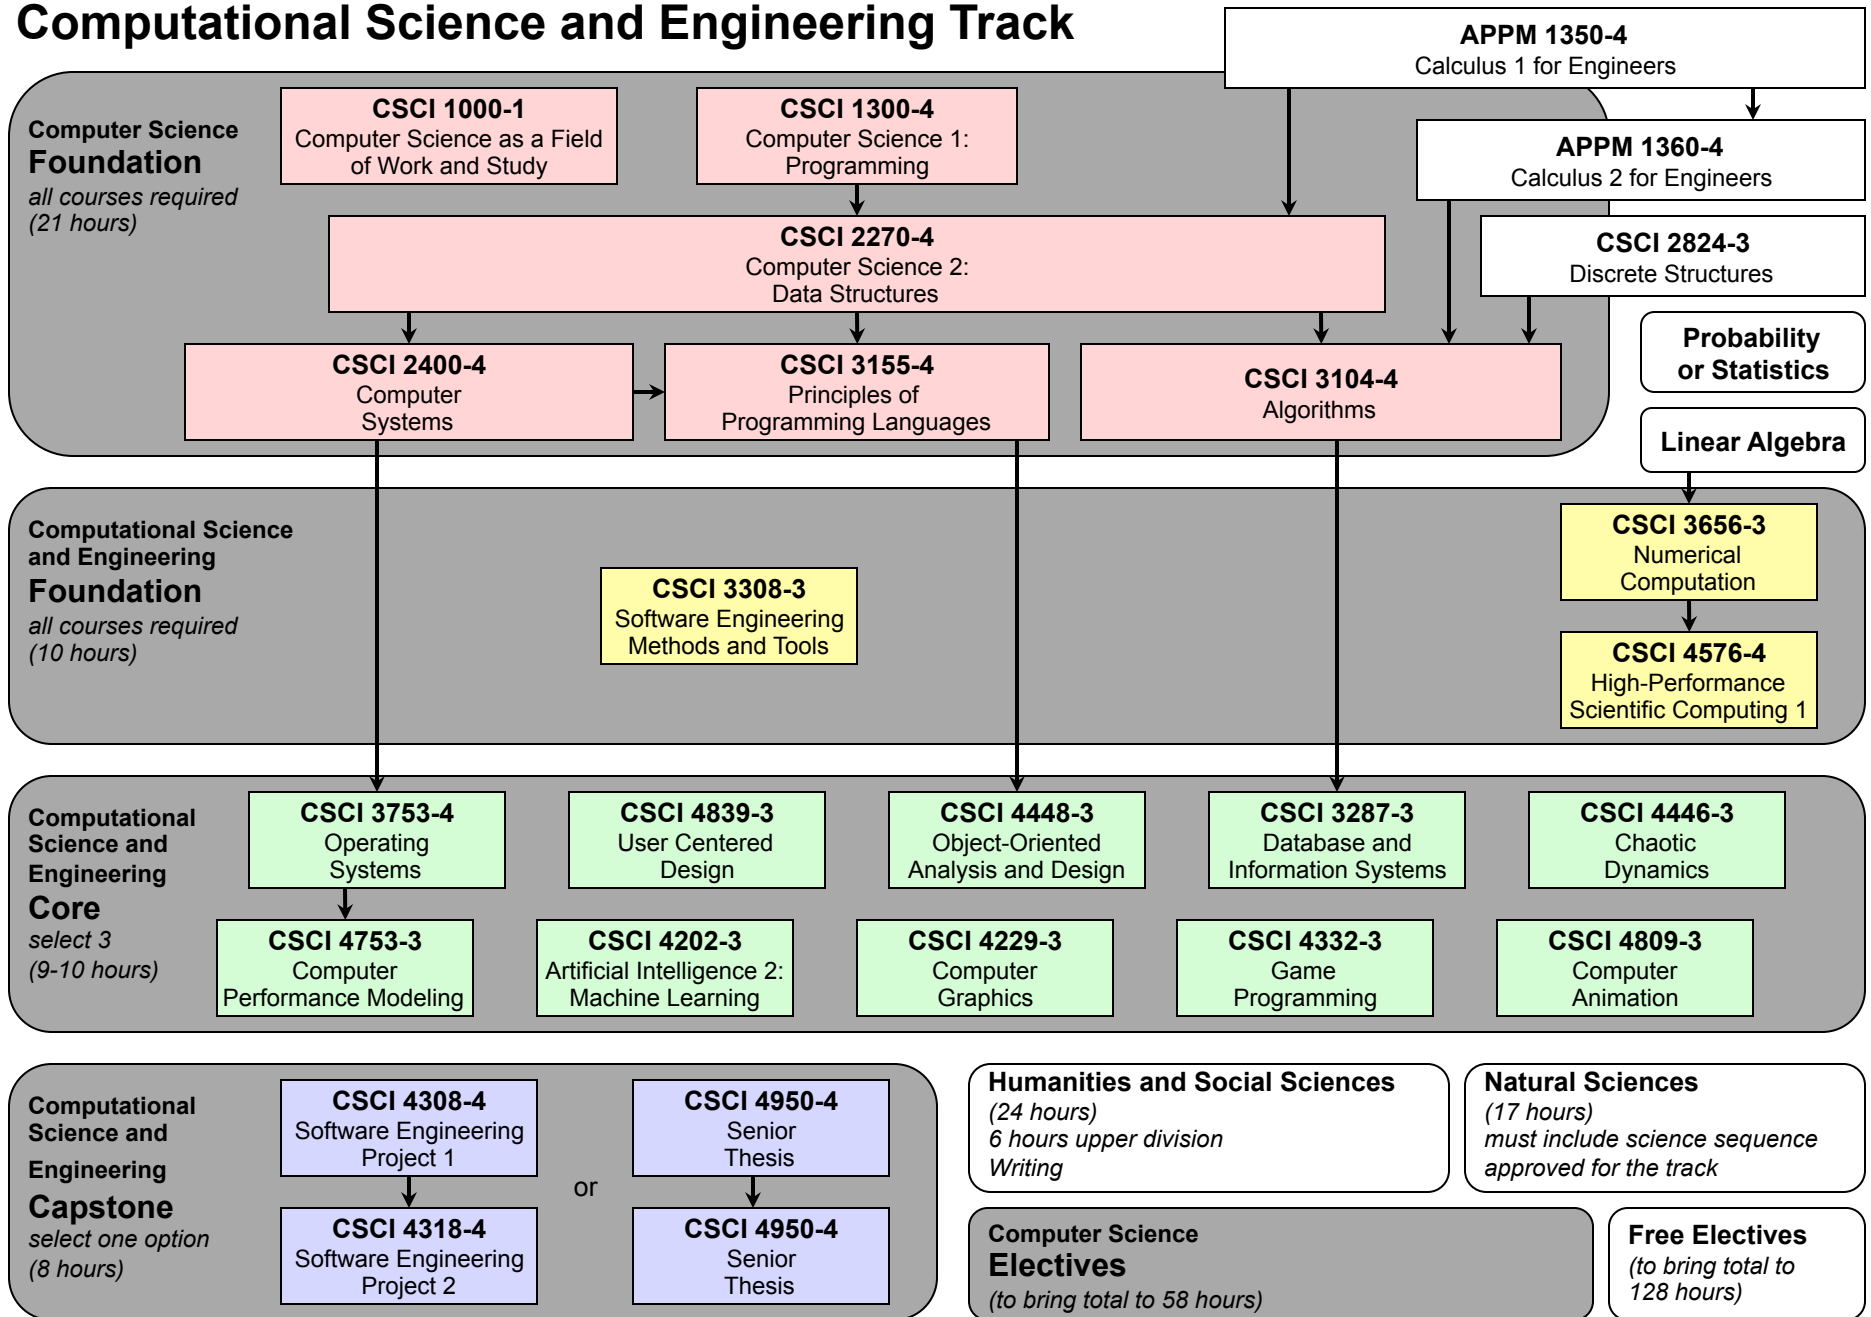 Computational Science and Engineering Track
APPM 1350-4
Calculus 1 for Engineers
Computer Science
Foundation
all courses required
(21 hours)
CSCI 1000-1
Computer Science as a Field
of Work and Study
CSCI 1300-4
Computer Science 1:
Programming
APPM 1360-4
Calculus 2 for Engineers
CSCI 2270-4
Computer Science 2:
Data Structures
CSCI 2824-3
Discrete Structures
CSCI 2400-4
Computer
Systems
CSCI 3155-4
Principles of
Programming Languages
CSCI 3104-4
Algorithms
Probability
or Statistics
Linear Algebra
Computational Science
and Engineering
Foundation
all courses required
(10 hours)
CSCI 3308-3
Software Engineering
Methods and Tools
CSCI 3656-3
Numerical
Computation
CSCI 4576-4
High-Performance
Scientific Computing 1
Computational
Science and
Engineering
Core
select 3
(9-10 hours)
CSCI 3753-4
Operating
Systems
CSCI 4839-3
User Centered
Design
CSCI 4448-3
Object-Oriented
Analysis and Design
CSCI 3287-3
Database and
Information Systems
CSCI 4446-3
Chaotic
Dynamics
CSCI 4753-3
Computer
Performance Modeling
CSCI 4202-3
Artificial Intelligence 2:
Machine Learning
CSCI 4229-3
Computer
Graphics
CSCI 4332-3
Game
Programming
CSCI 4809-3
Computer
Animation
Computational
Science and
Engineering
Capstone
select one option
(8 hours)
CSCI 4308-4
Software Engineering
Project 1
or
CSCI 4950-4
Senior
Thesis
CSCI 4318-4
Software Engineering
Project 2
CSCI 4950-4
Senior
Thesis
Humanities and Social Sciences
(24 hours)
6 hours upper division
Writing
Natural Sciences
(17 hours)
must include science sequence
approved for the track
Computer Science
Electives
(to bring total to 58 hours)
Free Electives
(to bring total to
128 hours)